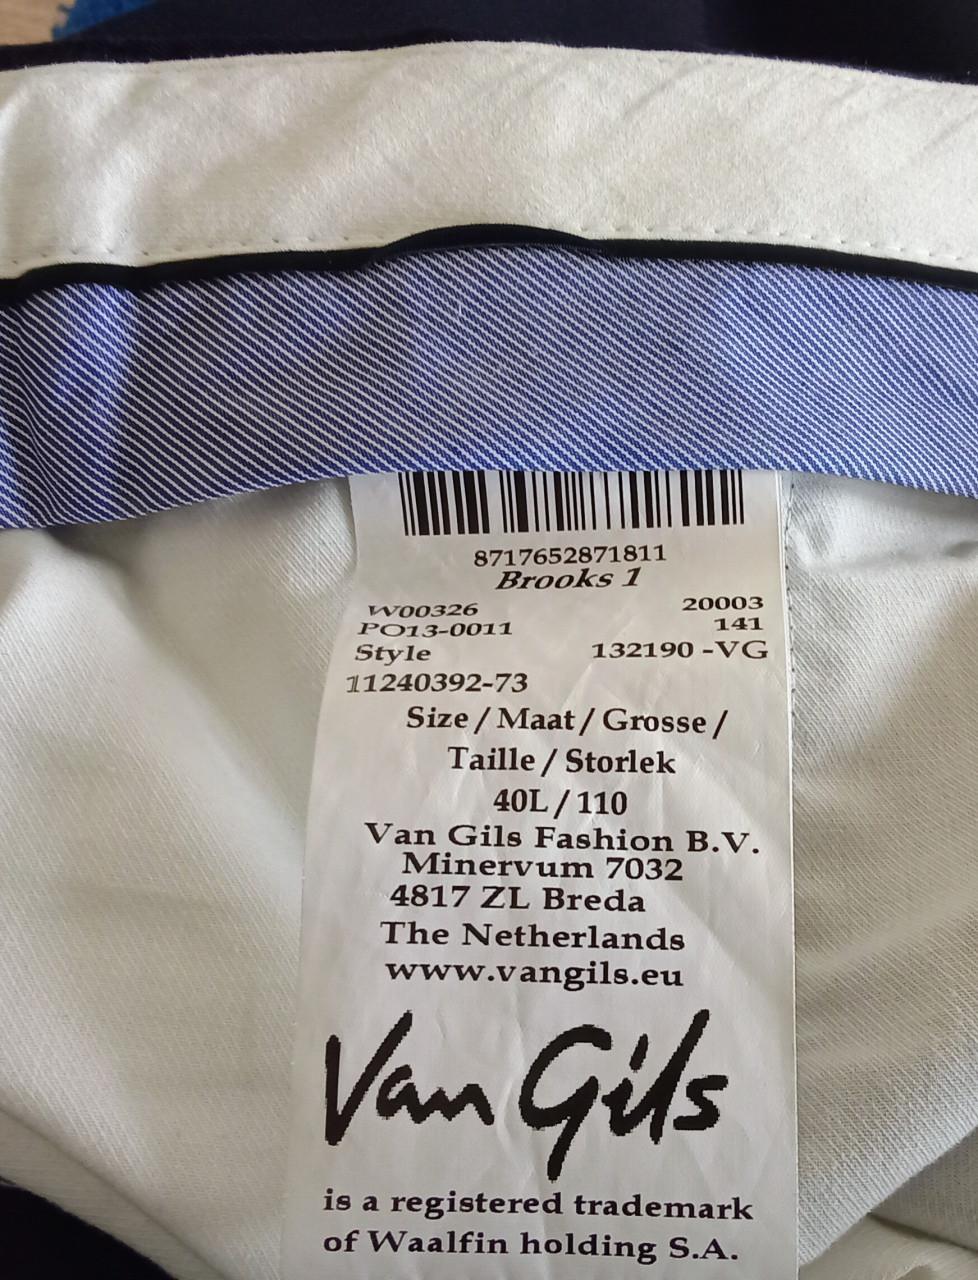 8717652871811
Brooks 1
W00326 20003
PO13-0011 141
Style 132190 -VG
11240392-73
Size / Maat / Grosse /
Taille / Storlek
40L / 110
Van Gils Fashion B.V.
Minervum 7032
4817 ZL Breda
The Netherlands
www.vangils.eu
Van Gils
is a registered trademark
of Waalfin holding S.A.